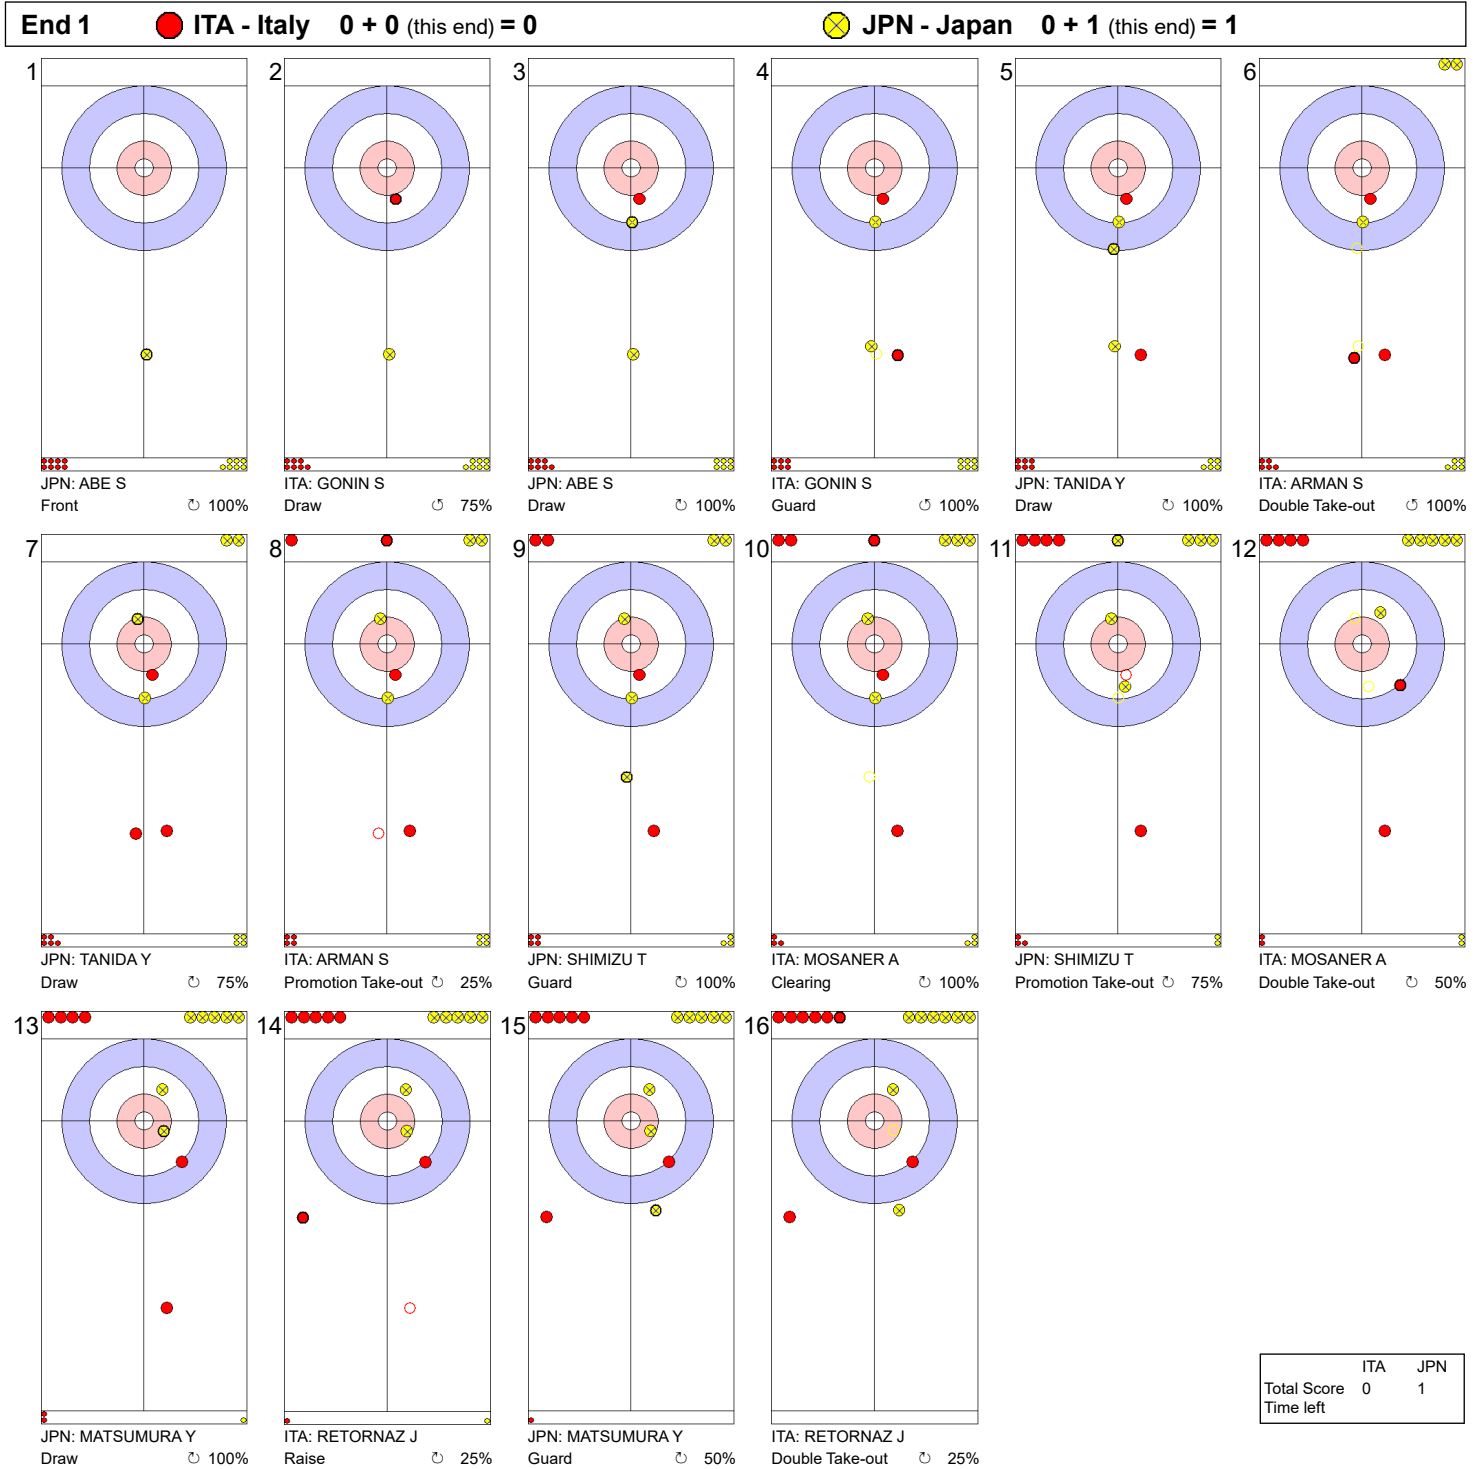 End 1 ITA - Italy 0 + 0 (this end) = 0 JPN - Japan 0 + 1 (this end) = 1
1 2 3 4 5 6
JPN: ABE S ITA: GONIN S JPN: ABE S ITA: GONIN S JPN: TANIDA Y ITA: ARMAN S
Front ↻ 100% Draw ↺ 75% Draw ↻ 100% Guard ↺ 100% Draw ↻ 100% Double Take-out ↺ 100%
7 8 9 10 11 12
JPN: TANIDA Y ITA: ARMAN S JPN: SHIMIZU T ITA: MOSANER A JPN: SHIMIZU T ITA: MOSANER A
Draw ↻ 75% Promotion Take-out ↻ 25% Guard ↻ 100% Clearing ↻ 100% Promotion Take-out ↻ 75% Double Take-out ↻ 50%
13 14 15 16
JPN: MATSUMURA Y ITA: RETORNAZ J JPN: MATSUMURA Y ITA: RETORNAZ J
Draw ↻ 100% Raise ↻ 25% Guard ↻ 50% Double Take-out ↻ 25%
ITA JPN
Total Score 0 1
Time left